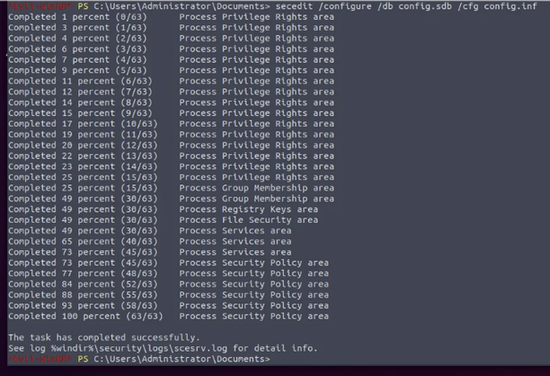 PS C:\Users\Administrator\Documents> secedit /configure /db config.sdb /cfg config.inf
Completed 1 percent (0/63) Process Privilege Rights area
Completed 3 percent (1/63) Process Privilege Rights area
Completed 4 percent (2/63) Process Privilege Rights area
Completed 6 percent (3/63) Process Privilege Rights area
Completed 7 percent (4/63) Process Privilege Rights area
Completed 9 percent (5/63) Process Privilege Rights area
Completed 11 percent (6/63) Process Privilege Rights area
Completed 12 percent (7/63) Process Privilege Rights area
Completed 14 percent (8/63) Process Privilege Rights area
Completed 15 percent (9/63) Process Privilege Rights area
Completed 17 percent (10/63) Process Privilege Rights area
Completed 19 percent (11/63) Process Privilege Rights area
Completed 20 percent (12/63) Process Privilege Rights area
Completed 22 percent (13/63) Process Privilege Rights area
Completed 23 percent (14/63) Process Privilege Rights area
Completed 25 percent (15/63) Process Privilege Rights area
Completed 25 percent (15/63) Process Group Membership area
Completed 49 percent (30/63) Process Group Membership area
Completed 49 percent (30/63) Process Registry Keys area
Completed 49 percent (30/63) Process File Security area
Completed 49 percent (30/63) Process Services area
Completed 65 percent (40/63) Process Services area
Completed 73 percent (45/63) Process Services area
Completed 73 percent (45/63) Process Security Policy area
Completed 77 percent (48/63) Process Security Policy area
Completed 84 percent (52/63) Process Security Policy area
Completed 88 percent (55/63) Process Security Policy area
Completed 93 percent (58/63) Process Security Policy area
Completed 100 percent (63/63) Process Security Policy area
The task has completed successfully.
See log %windir%\security\logs\scesrv.log for detail info.
PS C:\Users\Administrator\Documents>